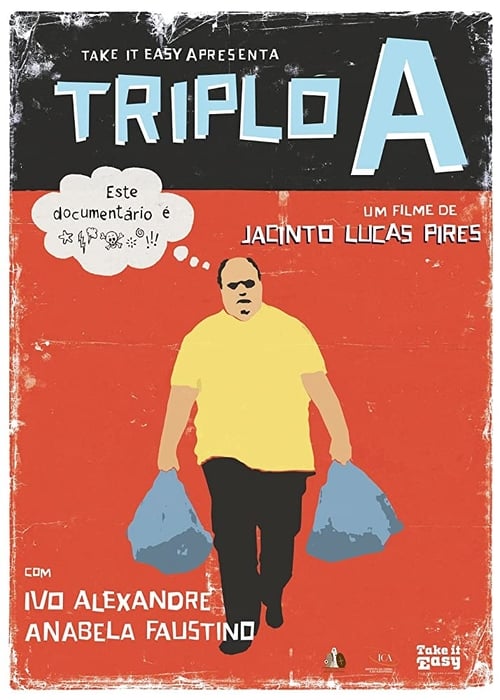 TAKE IT EASY APRESENTA
TRIPLO A
Este
documentário é
UM FILME DE
JACINTO LUCAS PIRES
COM
IVO ALEXANDRE
ANABELA FAUSTINO
ICA
Take it
Easy